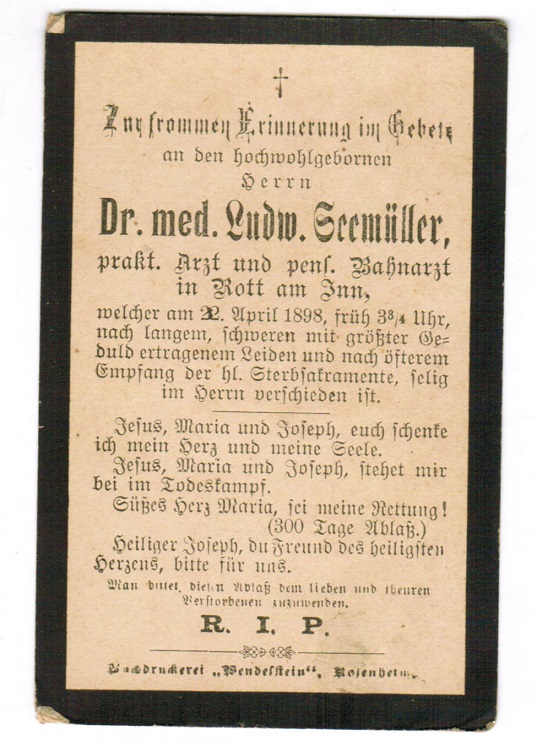 Zur frommen Erinnerung im Gebete
an den hochwohlgebornen
Herrn
Dr. med. Ludw. Seemüller,
prakt. Arzt und pens. Bahnarzt
in Rott am Inn,
welcher am 22. April 1898, früh 3 3/4 Uhr,
nach langem, schweren mit größter Ge=
duld ertragenem Leiden und nach öfterem
Empfang der hl. Sterbsakramente, selig
im Herrn verschieden ist.
Jesus, Maria und Joseph, euch schenke
ich mein Herz und meine Seele.
Jesus, Maria und Joseph, stehet mir
bei im Todeskampf.
Süßes Herz Maria, sei meine Rettung!
(300 Tage Ablaß.)
Heiliger Joseph, du Freund des heiligsten
Herzens, bitte für uns.
Man bittet, diesen Ablaß dem lieben und theuren
Verstorbenen zuzuwenden.
R. I. P.
Buchdruckerei „Wendelstein“, Rosenheim.